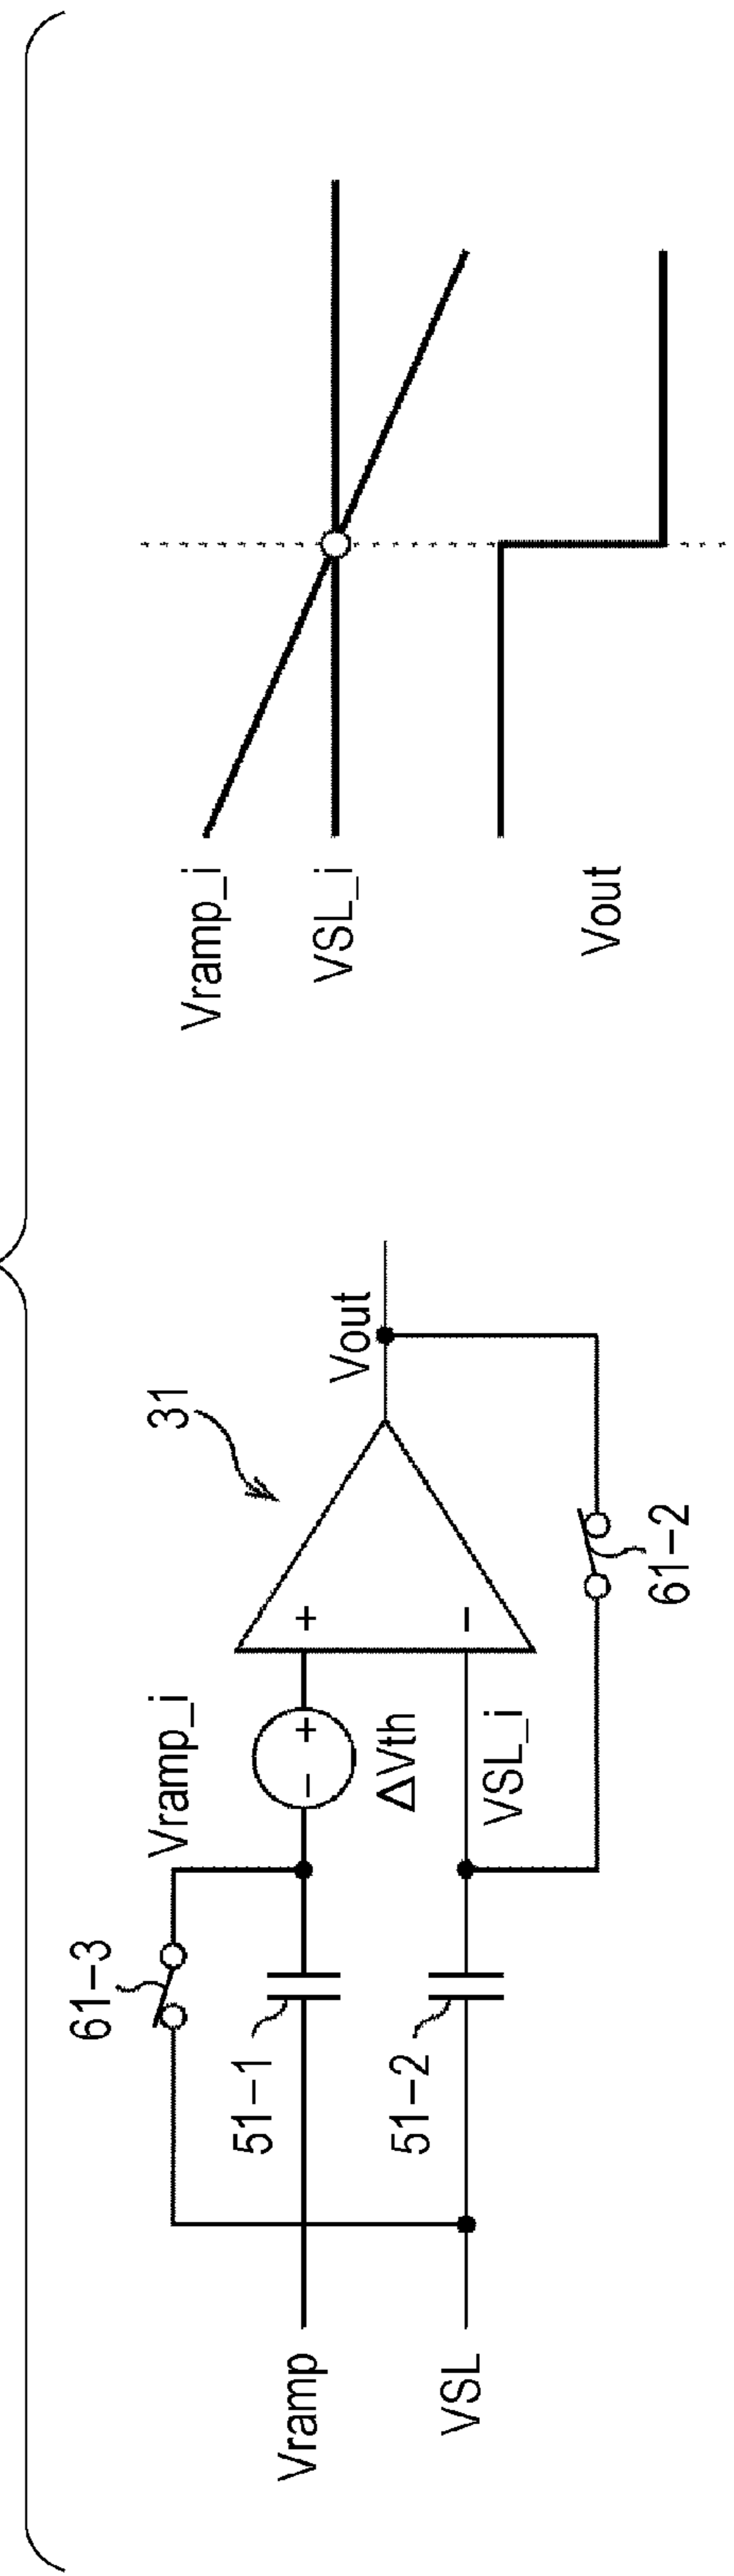 61-3
Vramp_i
31
51-1
+
- +
Vramp
ΔVth
Vout
51-2
VSL_i
-
VSL
61-2
Vramp_i
VSL_i
Vout